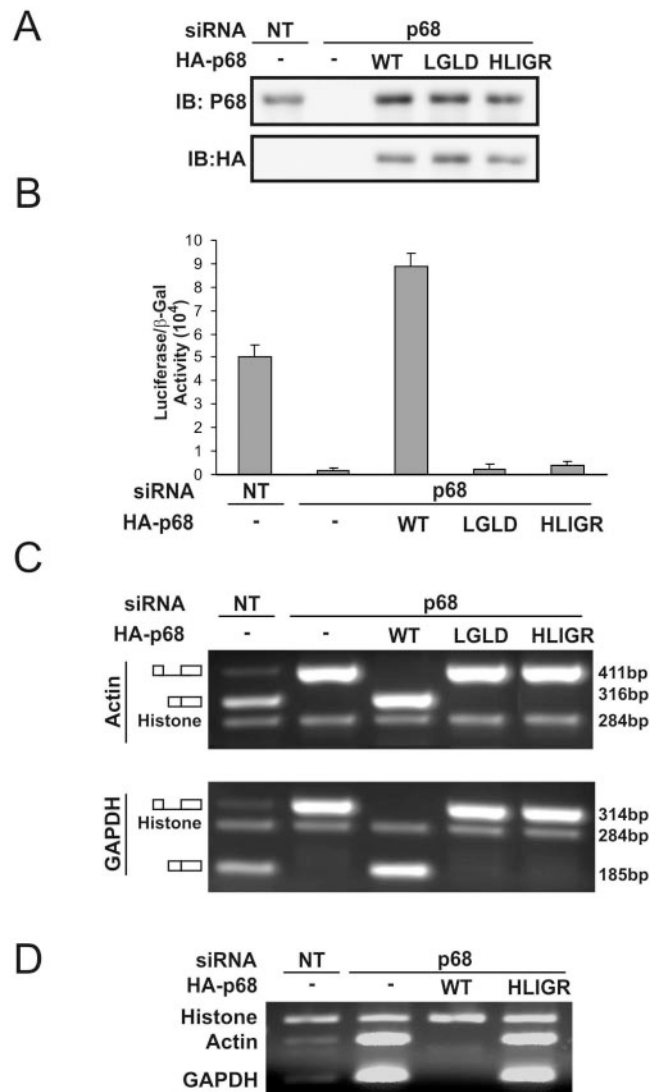 A
siRNA NT p68
HA-p68 - - WT LGLD HLIGR
IB: P68
IB:HA
B
Luciferase/β-Gal
Activity (10⁴)
10
9
8
7
6
5
4
3
2
1
0
siRNA NT p68
HA-p68 - - WT LGLD HLIGR
C
siRNA NT p68
HA-p68 - - WT LGLD HLIGR
Actin
411bp
316bp
Histone 284bp
GAPDH
314bp
Histone 284bp
185bp
D
siRNA NT p68
HA-p68 - - WT HLIGR
Histone
Actin
GAPDH